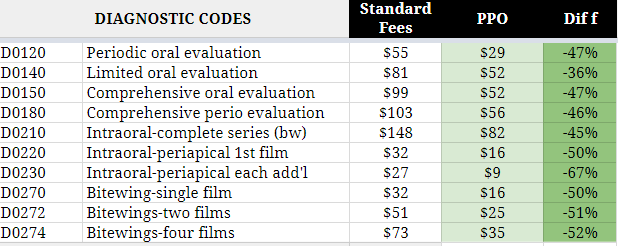 DIAGNOSTIC CODES Standard Fees PPO Dif f
D0120 Periodic oral evaluation $55 $29 -47%
D0140 Limited oral evaluation $81 $52 -36%
D0150 Comprehensive oral evaluation $99 $52 -47%
D0180 Comprehensive perio evaluation $103 $56 -46%
D0210 Intraoral-complete series (bw) $148 $82 -45%
D0220 Intraoral-periapical 1st film $32 $16 -50%
D0230 Intraoral-periapical each add'l $27 $9 -67%
D0270 Bitewing-single film $32 $16 -50%
D0272 Bitewings-two films $51 $25 -51%
D0274 Bitewings-four films $73 $35 -52%